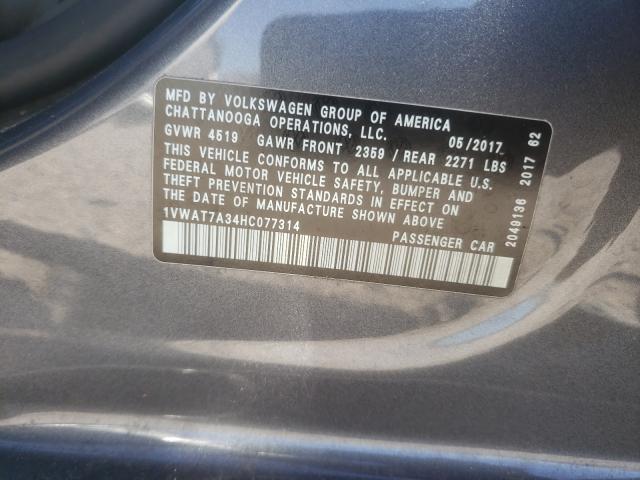 MFD BY VOLKSWAGEN GROUP OF AMERICA
CHATTANOOGA OPERATIONS, LLC. 05/2017
GVWR 4519 GAWR FRONT 2359 / REAR 2271 LBS
THIS VEHICLE CONFORMS TO ALL APPLICABLE U.S.
FEDERAL MOTOR VEHICLE SAFETY, BUMPER AND
THEFT PREVENTION STANDARDS IN EFFECT ON
THE DATE OF MANUFACTURE SHOWN ABOVE
1VWAT7A34HC077314 PASSENGER CAR
2049136 2017 62